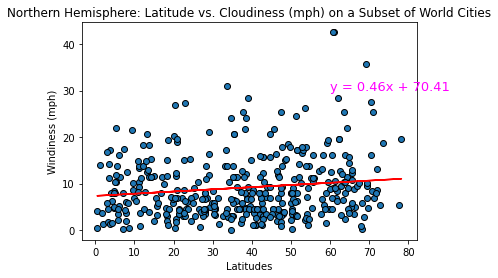 Northern Hemisphere: Latitude vs. Cloudiness (mph) on a Subset of World Cities
40
30
20
10
0
Windiness (mph)
y = 0.46x + 70.41
0 10 20 30 40 50 60 70 80
Latitudes